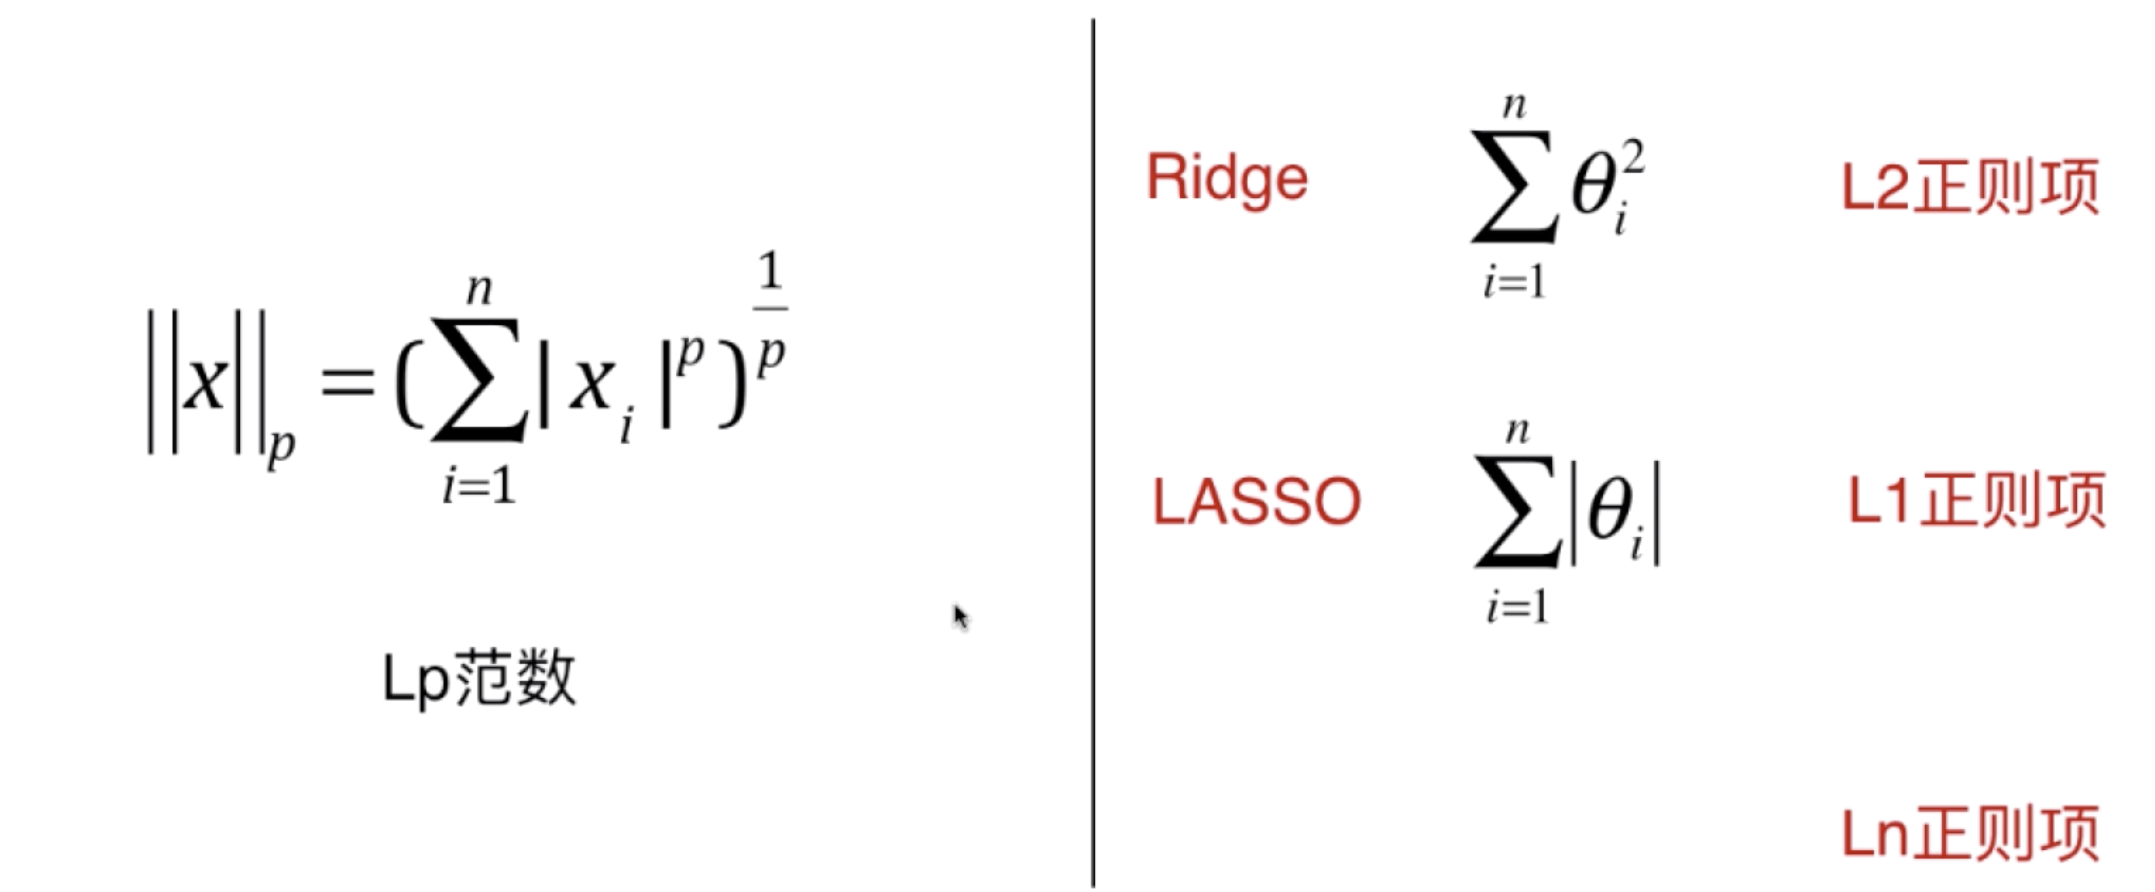 ||x||_p = (∑_{i=1}^{n} | x_i |^p)^{1/p}
Lp范数
Ridge ∑_{i=1}^{n} θ_i^2 L2正则项
LASSO ∑_{i=1}^{n} |θ_i| L1正则项
Ln正则项